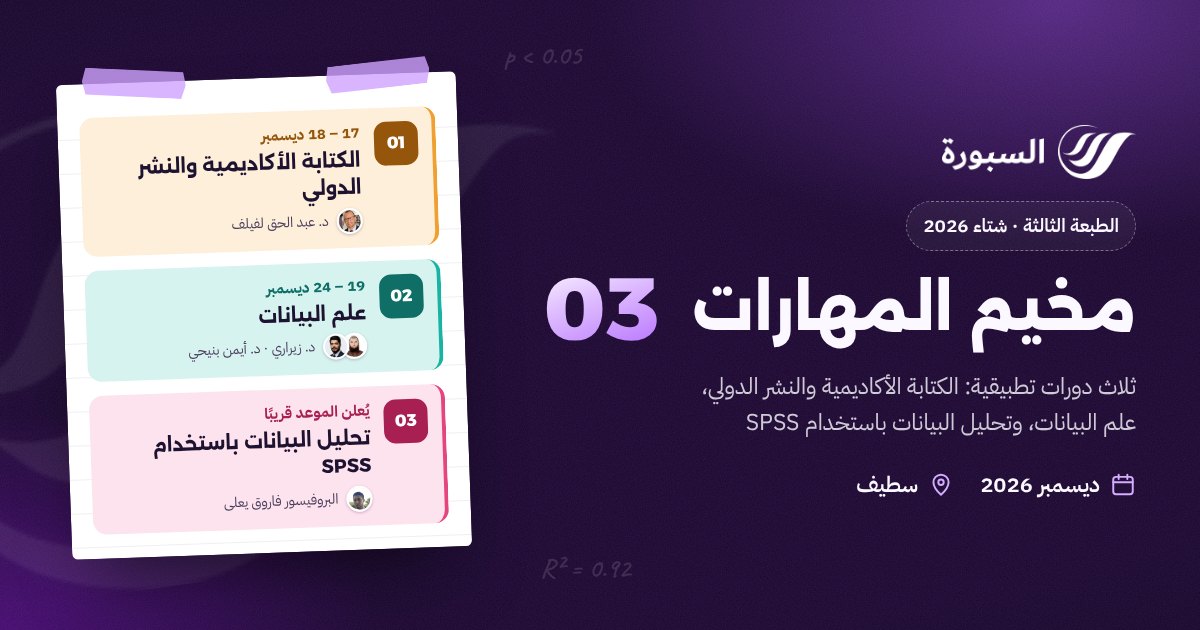 السبورة
الطبعة الثالثة · شتاء 2026
مخيم المهارات 03
ثلاث دورات تطبيقية: الكتابة الأكاديمية والنشر الدولي،
علم البيانات، وتحليل البيانات باستخدام SPSS
ديسمبر 2026
سطيف
p < 0.05
01
17 – 18 ديسمبر
الكتابة الأكاديمية والنشر
الدولي
د. عبد الحق لفيلف
02
19 – 24 ديسمبر
علم البيانات
د. زيراري · د. أيمن بنيحي
03
يُعلن الموعد قريبًا
تحليل البيانات باستخدام
SPSS
البروفيسور فاروق يعلى
R² = 0.92